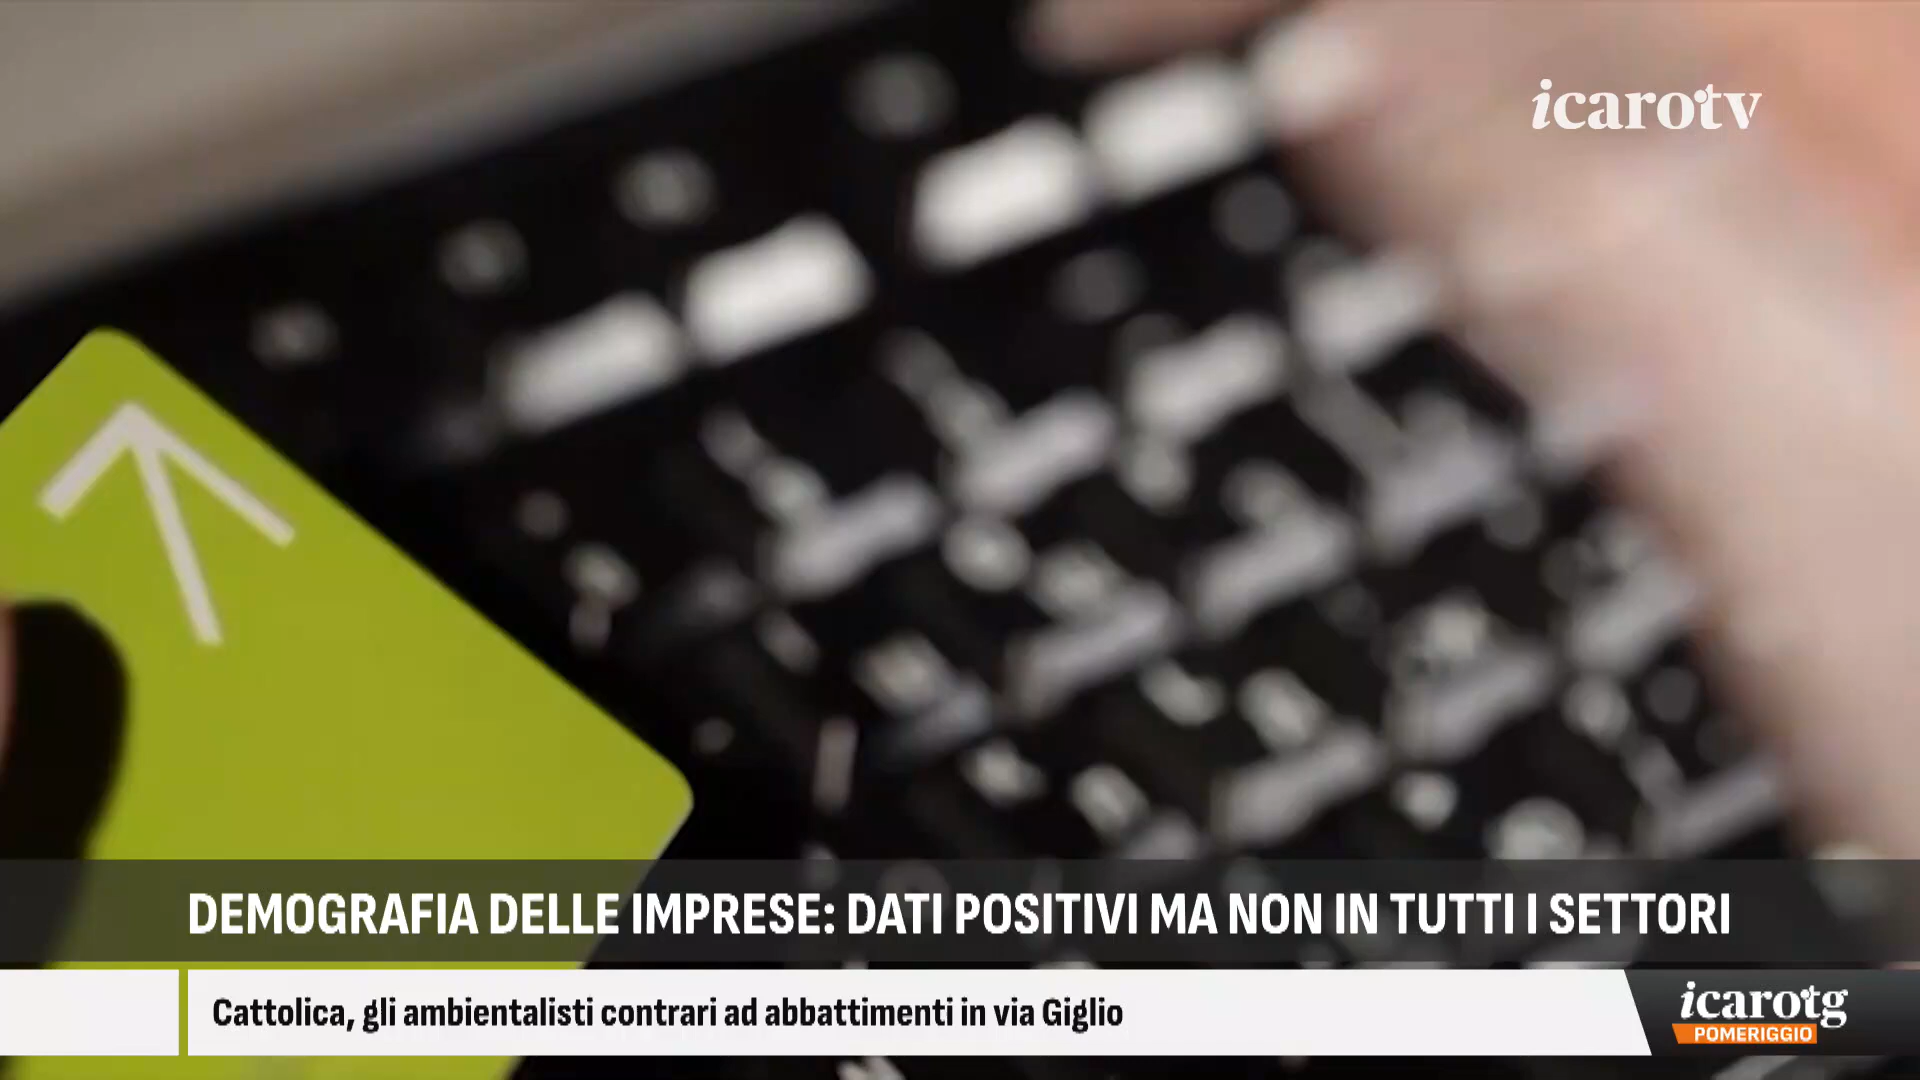 icarotv
DEMOGRAFIA DELLE IMPRESE: DATI POSITIVI MA NON IN TUTTI I SETTORI
Cattolica, gli ambientalisti contrari ad abbattimenti in via Giglio
icarotg
POMERIGGIO